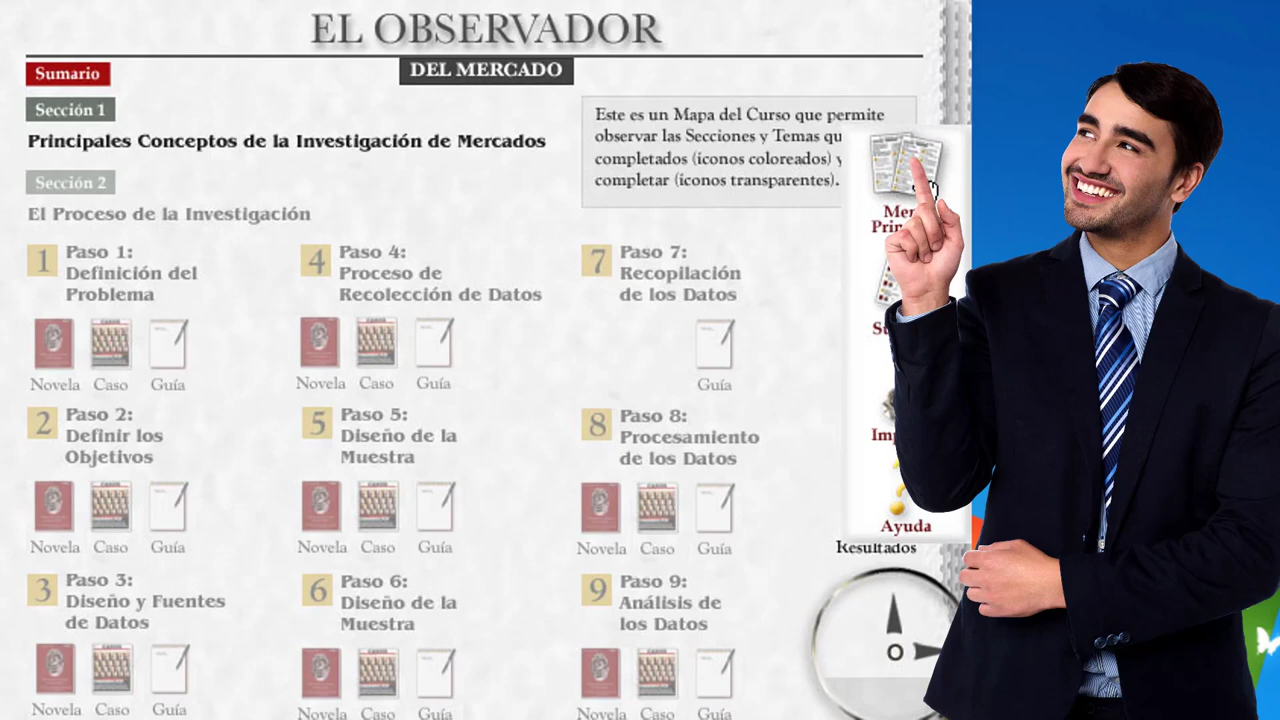 EL OBSERVADOR
DEL MERCADO
Sumario
Sección 1
Principales Conceptos de la Investigación de Mercados
Este es un Mapa del Curso que permite
observar las Secciones y Temas
completados (iconos coloreados) y
completar (iconos transparentes).
Sección 2
El Proceso de la Investigación
1
Paso 1:
Definición del
Problema
Novela Caso Guía
2
Paso 2:
Definir los
Objetivos
Novela Caso Guía
3
Paso 3:
Diseño y Fuentes
de Datos
Novela Caso Guía
4
Paso 4:
Proceso de
Recolección de Datos
Novela Caso Guía
5
Paso 5:
Diseño de la
Muestra
Novela Caso Guía
6
Paso 6:
Diseño de la
Muestra
Novela Caso Guía
7
Paso 7:
Recopilación
de los Datos
Guía
8
Paso 8:
Procesamiento
de los Datos
Novela Caso Guía
9
Paso 9:
Análisis de
los Datos
Novela Caso Guía
Ayuda
Resultados
0